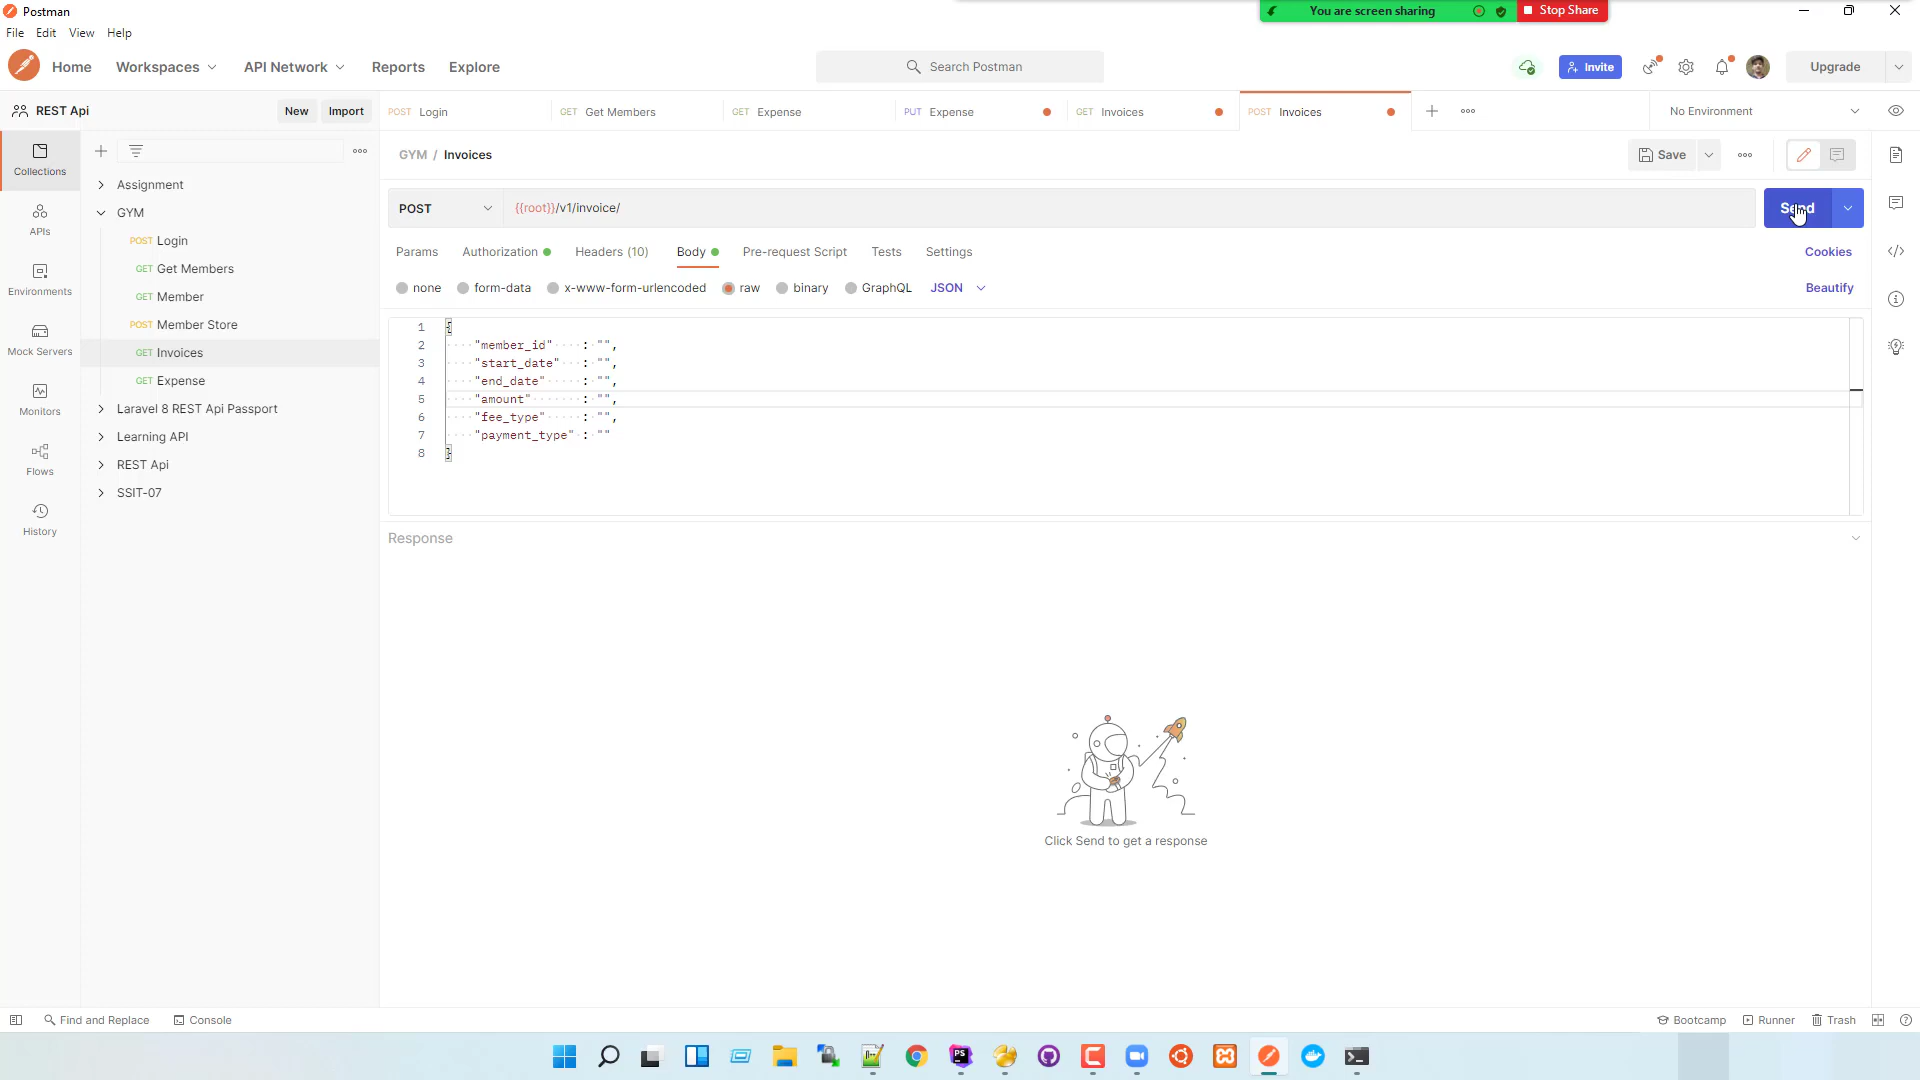 Postman
You are screen sharing
Stop Share
File Edit View Help
Home
Workspaces
API Network
Reports
Explore
Search Postman
Invite
Upgrade
REST Api
New
Import
POST Login
GET Get Members
GET Expense
PUT Expense
GET Invoices
POST Invoices
No Environment
Collections
APIs
Environments
Mock Servers
Monitors
Flows
History
Assignment
GYM
POST Login
GET Get Members
GET Member
POST Member Store
GET Invoices
GET Expense
Laravel 8 REST Api Passport
Learning API
REST Api
SSIT-07
GYM / Invoices
Save
POST
{{root}}/v1/invoice/
Send
Params
Authorization
Headers (10)
Body
Pre-request Script
Tests
Settings
Cookies
none
form-data
x-www-form-urlencoded
raw
binary
GraphQL
JSON
Beautify
1 {
2 "member_id" : "",
3 "start_date" : "",
4 "end_date" : "",
5 "amount" : "",
6 "fee_type" : "",
7 "payment_type" : ""
8 }
Response
Click Send to get a response
Find and Replace
Console
Bootcamp
Runner
Trash